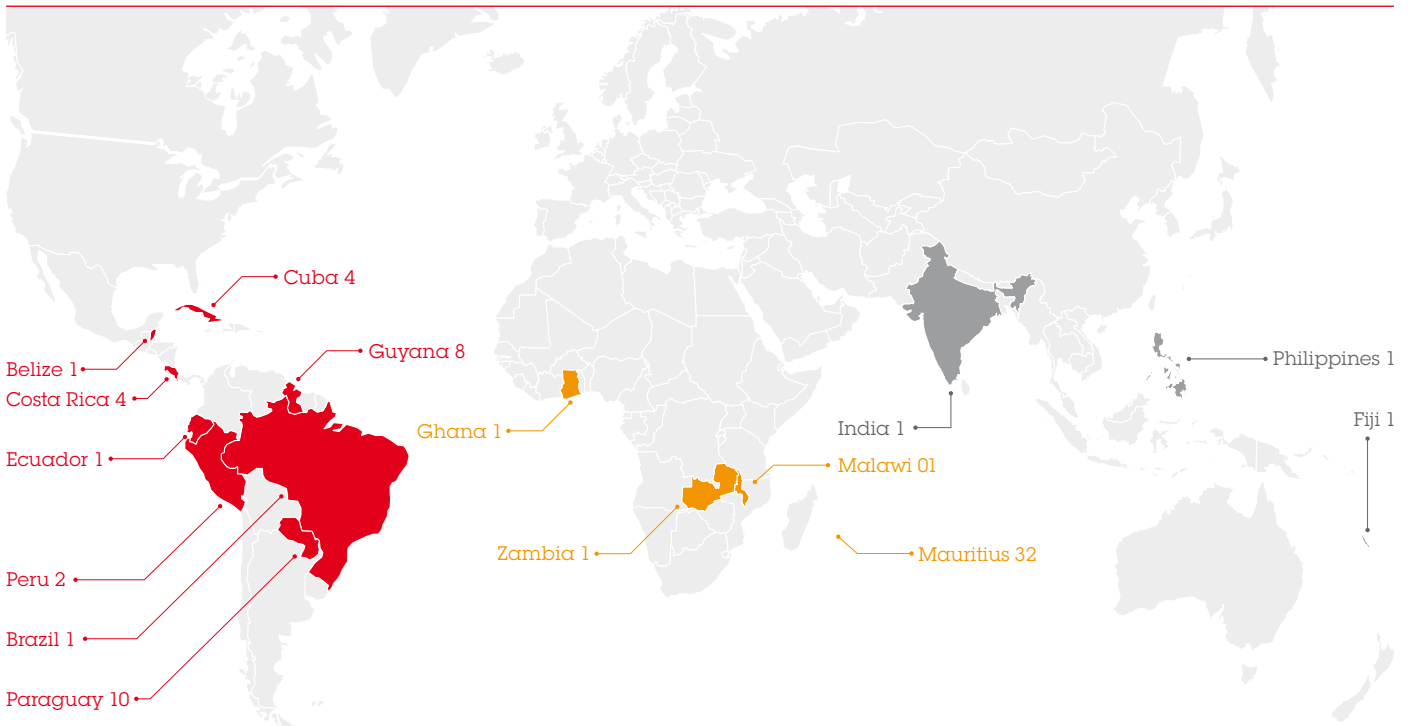 Cuba 4
Belize 1
Guyana 8
Costa Rica 4
Ecuador 1
Peru 2
Brazil 1
Paraguay 10
Ghana 1
Zambia 1
Malawi 01
Mauritius 32
India 1
Philippines 1
Fiji 1